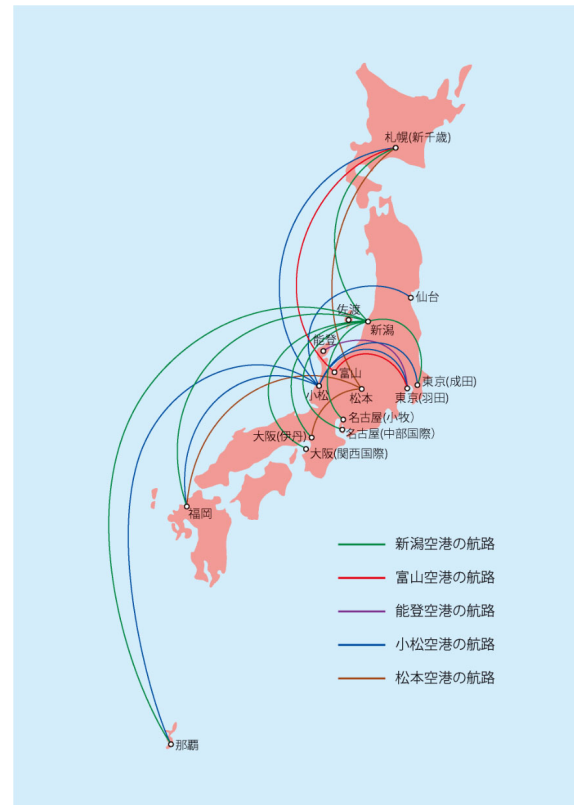 札幌(新千歳)
仙台
佐渡
新潟
能登
富山
東京(成田)
小松
松本
東京(羽田)
名古屋(小牧)
大阪(伊丹)
名古屋(中部国際)
大阪(関西国際)
福岡
新潟空港の航路
富山空港の航路
能登空港の航路
小松空港の航路
松本空港の航路
那覇